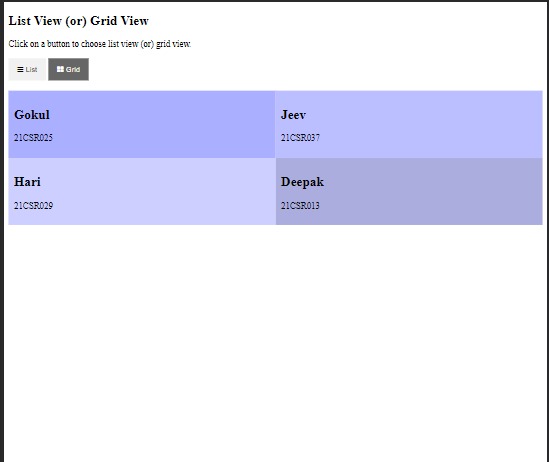 List View (or) Grid View
Click on a button to choose list view (or) grid view.
List Grid
Gokul
21CSR025
Jeev
21CSR037
Hari
21CSR029
Deepak
21CSR013